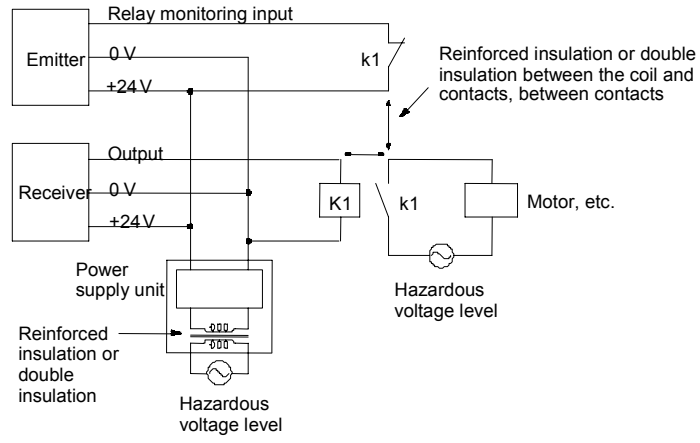 Relay monitoring input
Emitter
0 V
+24 V
k1
Reinforced insulation or double
insulation between the coil and
contacts, between contacts
Output
Receiver
0 V
+24 V
K1
k1
Motor, etc.
Power
supply unit
Hazardous
voltage level
Reinforced
insulation or
double
insulation
Hazardous
voltage level